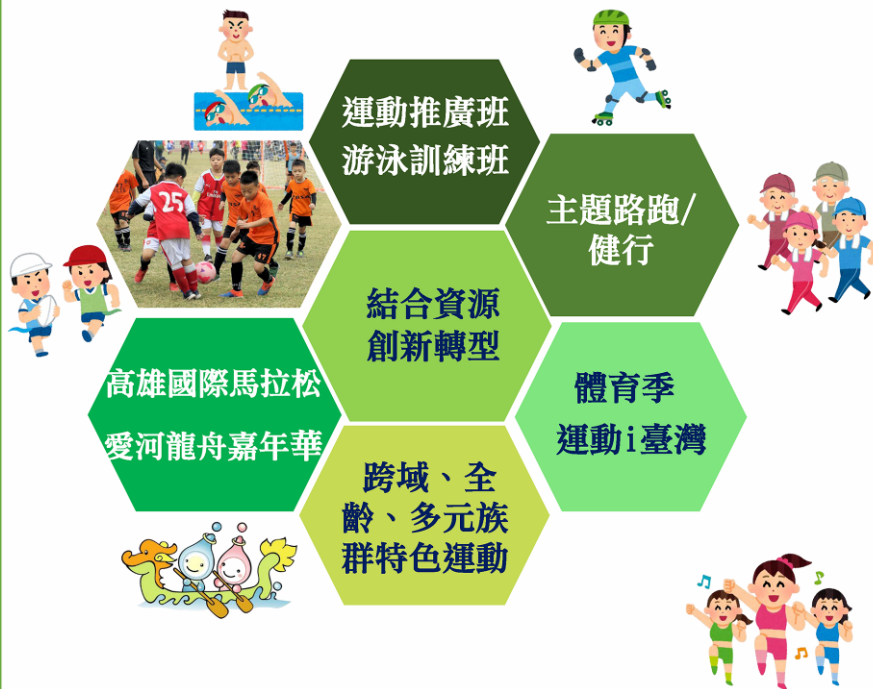 運動推廣班
游泳訓練班
主題路跑/
健行
25
結合資源
創新轉型
高雄國際馬拉松
愛河龍舟嘉年華
體育季
運動i臺灣
跨域、全
齡、多元族
群特色運動